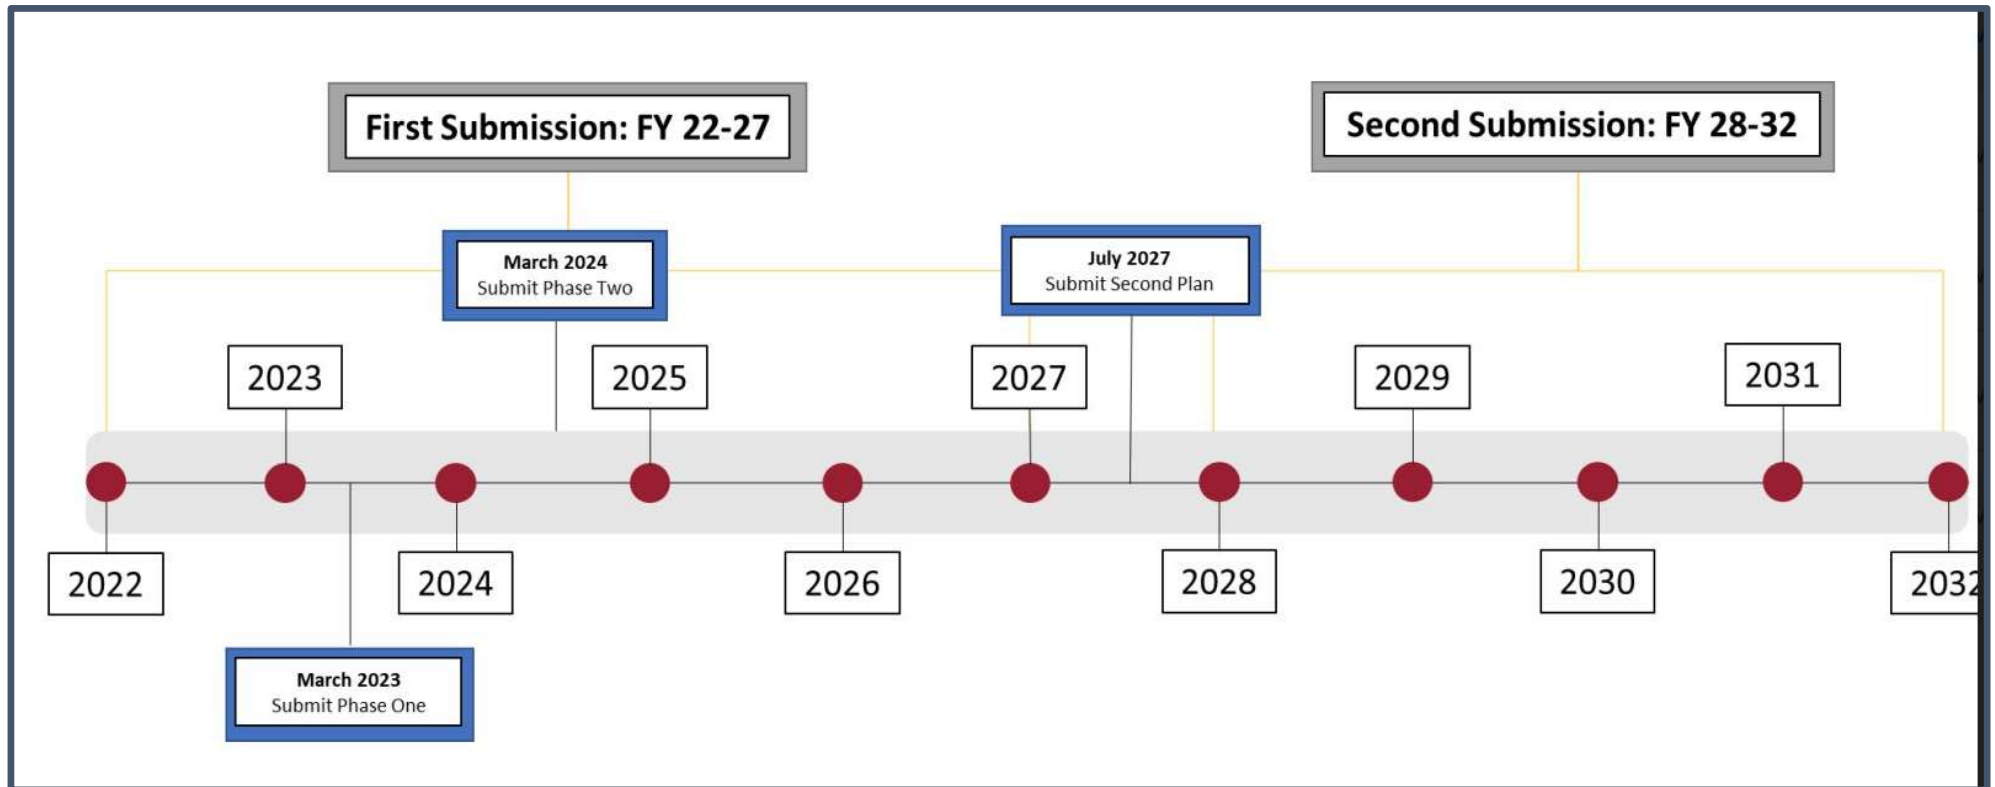 First Submission: FY 22-27
Second Submission: FY 28-32
March 2024
Submit Phase Two
July 2027
Submit Second Plan
2023
2025
2027
2029
2031
2022
2024
2026
2028
2030
2032
March 2023
Submit Phase One